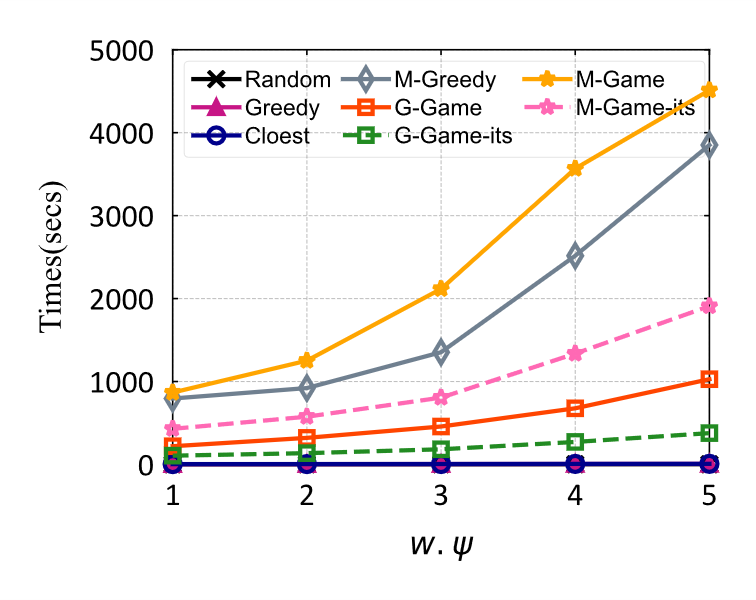 5000
4000
3000
2000
1000
0
Times(secs)
Random M-Greedy M-Game
Greedy G-Game M-Game-its
Cloest G-Game-its
1 2 3 4 5
w.ψ